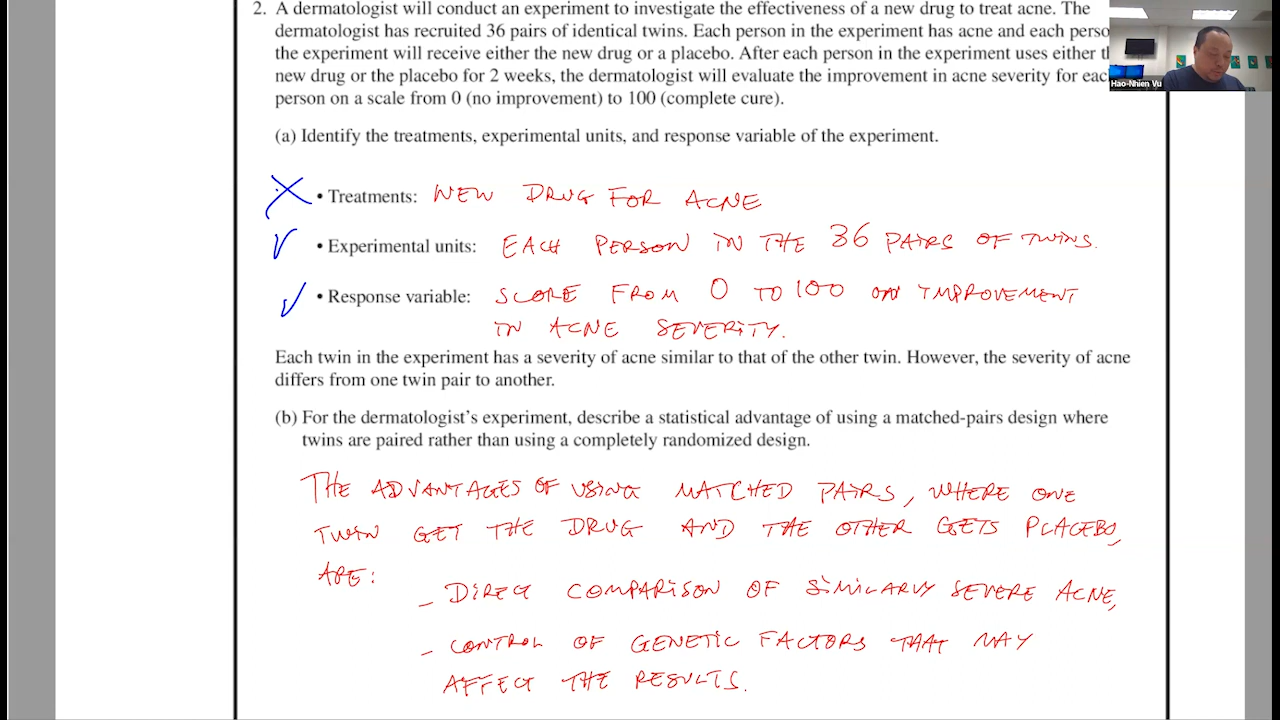 2. A dermatologist will conduct an experiment to investigate the effectiveness of a new drug to treat acne. The
dermatologist has recruited 36 pairs of identical twins. Each person in the experiment has acne and each perso
the experiment will receive either the new drug or a placebo. After each person in the experiment uses either t
new drug or the placebo for 2 weeks, the dermatologist will evaluate the improvement in acne severity for eac
person on a scale from 0 (no improvement) to 100 (complete cure).
Hao-Nhien Vu
(a) Identify the treatments, experimental units, and response variable of the experiment.
• Treatments: NEW DRUG FOR ACNE
• Experimental units: EACH PERSON IN THE 36 PAIRS OF TWINS.
• Response variable: SCORE FROM 0 TO 100 ON IMPROVEMENT
IN ACNE SEVERITY.
Each twin in the experiment has a severity of acne similar to that of the other twin. However, the severity of acne
differs from one twin pair to another.
(b) For the dermatologist's experiment, describe a statistical advantage of using a matched-pairs design where
twins are paired rather than using a completely randomized design.
THE ADVANTAGES OF USING MATCHED PAIRS, WHERE ONE
TWIN GET THE DRUG AND THE OTHER GETS PLACEBO,
ARE:
- DIRECT COMPARISON OF SIMILARLY SEVERE ACNE,
- CONTROL OF GENETIC FACTORS THAT MAY
AFFECT THE RESULTS.